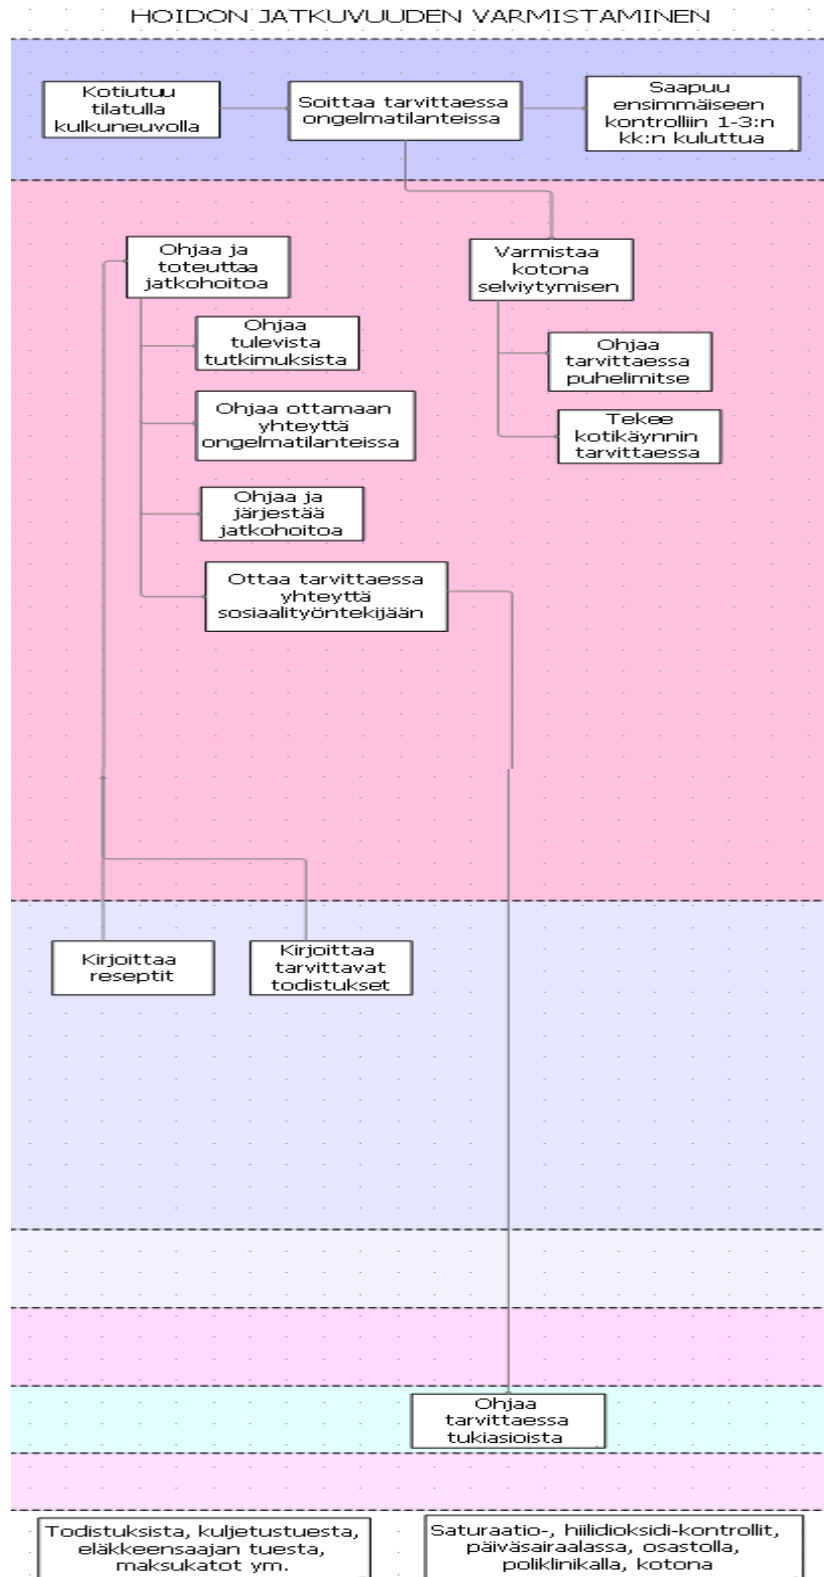 HOIDON JATKUVUUDEN VARMISTAMINEN
Kotiutuu
tilatulla
kulkuneuvolla
Soittaa tarvittaessa
ongelmatilanteissa
Saapuu
ensimmäiseen
kontrolliin 1-3:n
kk:n kuluttua
Ohjaa ja
toteuttaa
jatkohoitoa
Varmistaa
kotona
selviytymisen
Ohjaa
tulevista
tutkimuksista
Ohjaa
tarvittaessa
puhelimitse
Ohjaa ottamaan
yhteyttä
ongelmatilanteissa
Tekee
kotikäynnin
tarvittaessa
Ohjaa ja
järjestää
jatkohoitoa
Ottaa tarvittaessa
yhteyttä
sosiaalityöntekijään
Kirjoittaa
reseptit
Kirjoittaa
tarvittavat
todistukset
Ohjaa
tarvittaessa
tukiasioista
Todistuksista, kuljetustuesta,
eläkkeensaajan tuesta,
maksukatot ym.
Saturaatio-, hiilidioksidi-kontrollit,
päiväsairaalassa, osastolla,
poliklinikalla, kotona